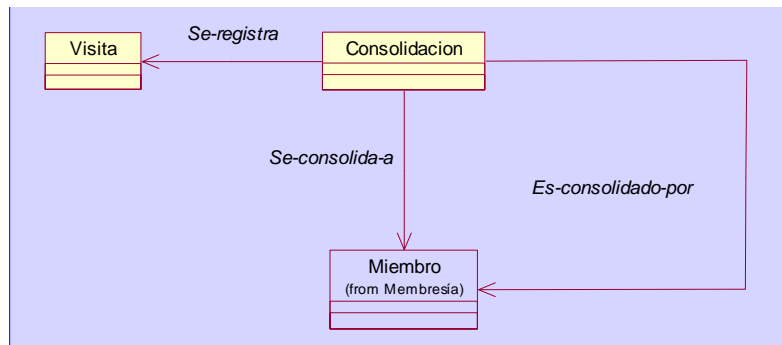 Se-registra
Visita
Consolidacion
Se-consolida-a
Es-consolidado-por
Miembro
(from Membresía)